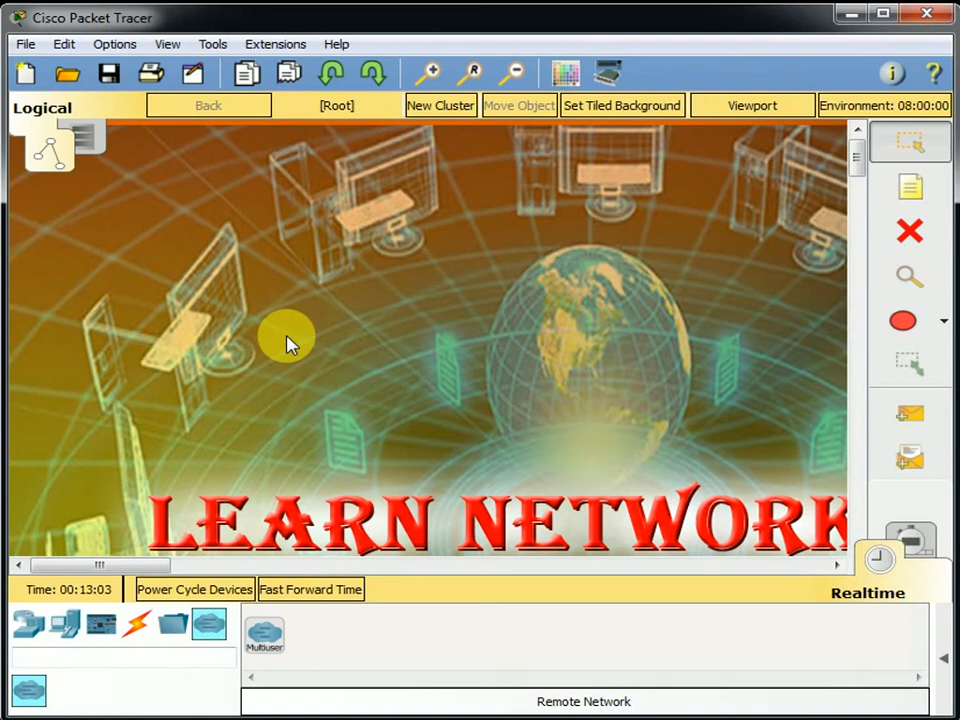 Cisco Packet Tracer
File Edit Options View Tools Extensions Help
R
i ?
Logical Back [Root] New Cluster Move Object Set Tiled Background Viewport Environment: 08:00:00
LEARN NETWORK
Time: 00:13:03 Power Cycle Devices Fast Forward Time Realtime
Multiuser
Remote Network